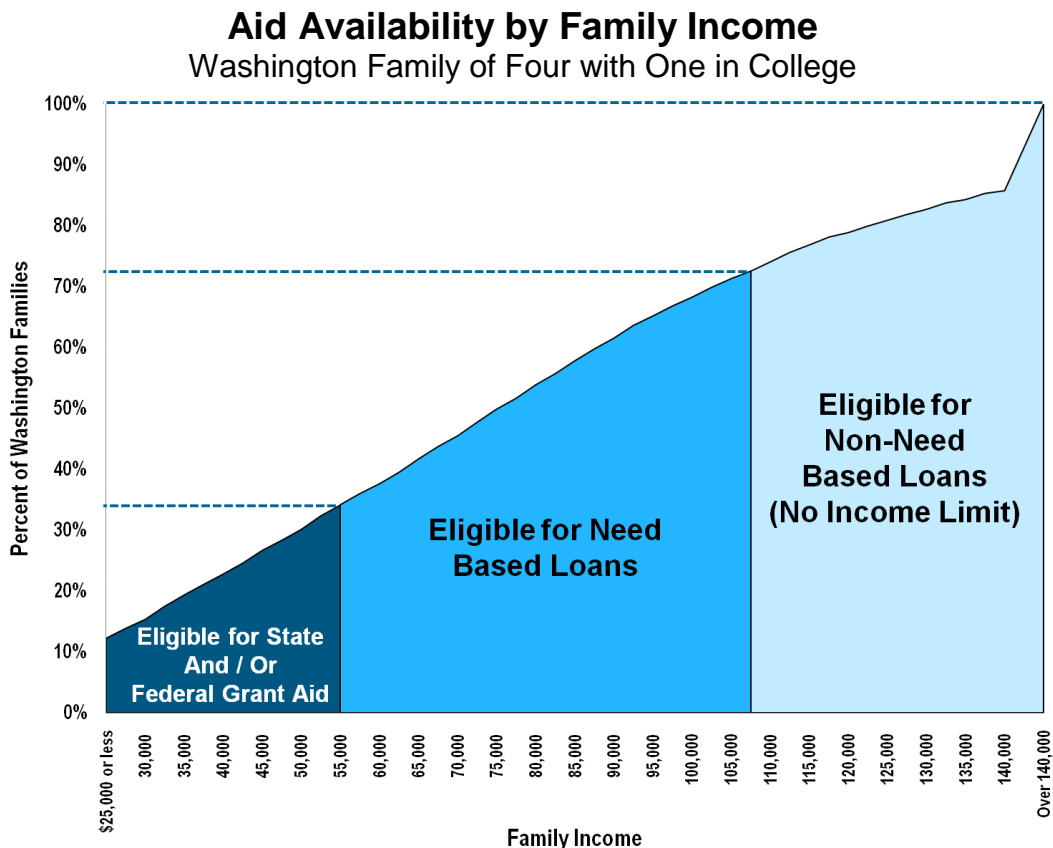 Aid Availability by Family Income
Washington Family of Four with One in College
100%
90%
80%
70%
60%
50%
40%
30%
20%
10%
0%
Percent of Washington Families
Eligible for State
And / Or
Federal Grant Aid
Eligible for Need
Based Loans
Eligible for
Non-Need
Based Loans
(No Income Limit)
$25,000 or less
30,000
35,000
40,000
45,000
50,000
55,000
60,000
65,000
70,000
75,000
80,000
85,000
90,000
95,000
100,000
105,000
110,000
115,000
120,000
125,000
130,000
135,000
140,000
Over 140,000
Family Income